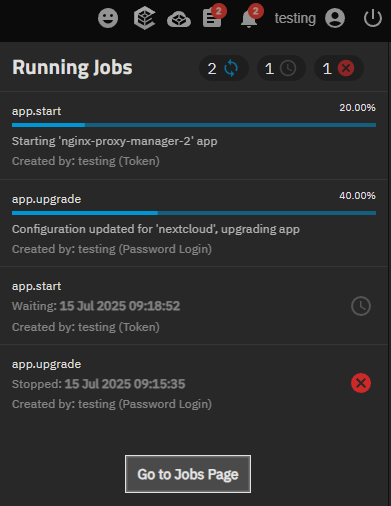 2 2 testing
Running Jobs 2 1 1
app.start 20.00%
Starting 'nginx-proxy-manager-2' app
Created by: testing (Token)
app.upgrade 40.00%
Configuration updated for 'nextcloud', upgrading app
Created by: testing (Password Login)
app.start
Waiting: 15 Jul 2025 09:18:52
Created by: testing (Token)
app.upgrade
Stopped: 15 Jul 2025 09:15:35
Created by: testing (Password Login)
Go to Jobs Page